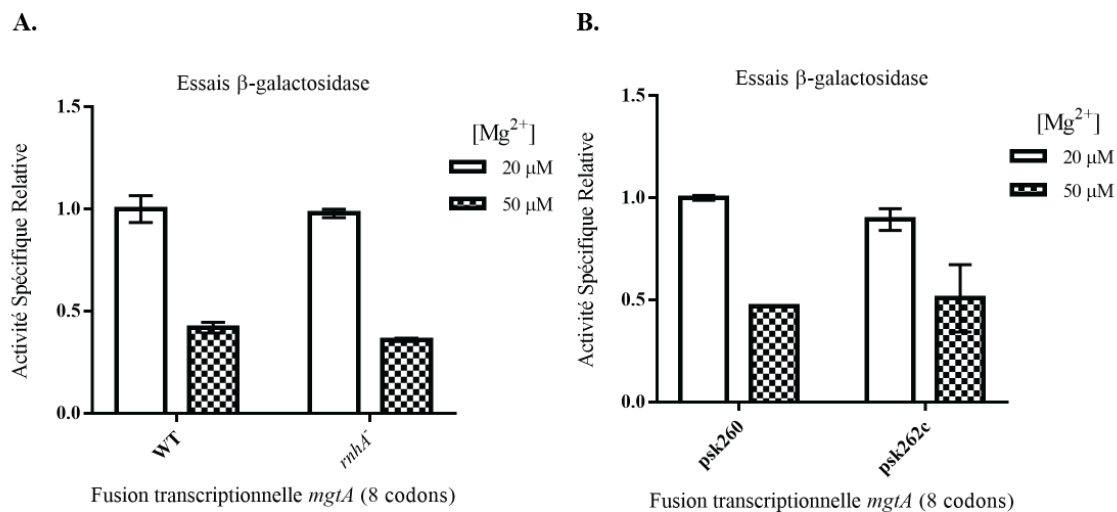 A.
Essais β-galactosidase
Activité Spécifique Relative
1.5
1.0
0.5
0.0
[Mg2+]
20 µM
50 µM
WT
rnhA-
Fusion transcriptionnelle mgtA (8 codons)
B.
Essais β-galactosidase
Activité Spécifique Relative
1.5
1.0
0.5
0.0
[Mg2+]
20 µM
50 µM
psk260
psk262c
Fusion transcriptionnelle mgtA (8 codons)